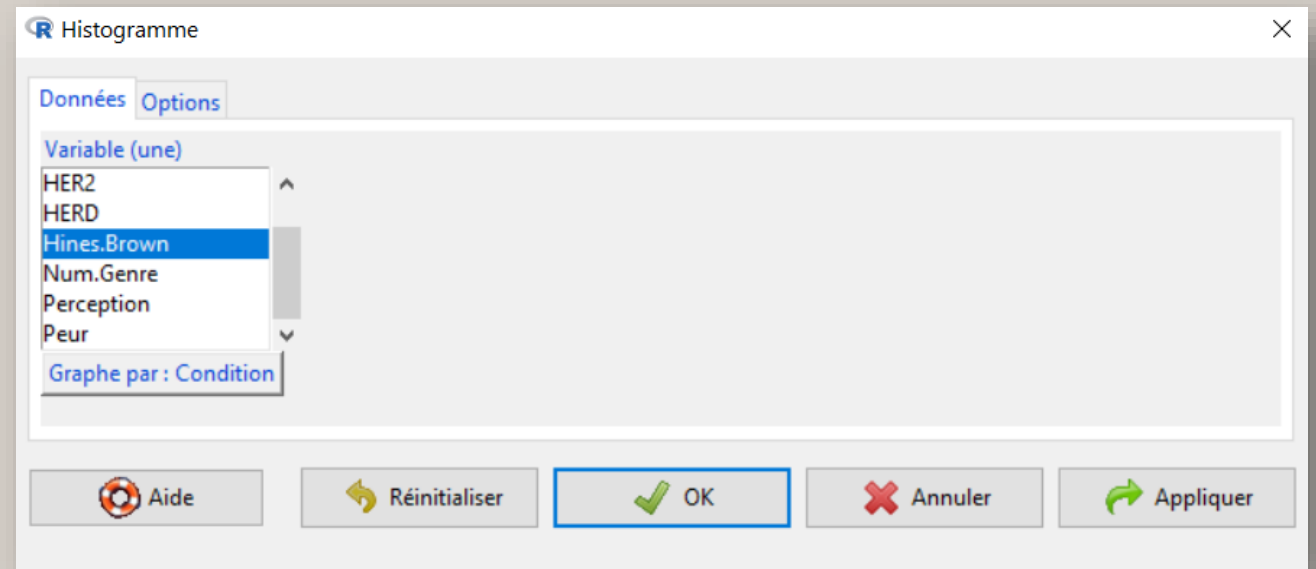 Histogramme
Données Options
Variable (une)
HER2
HERD
Hines.Brown
Num.Genre
Perception
Peur
Graphe par : Condition
Aide Réinitialiser OK Annuler Appliquer